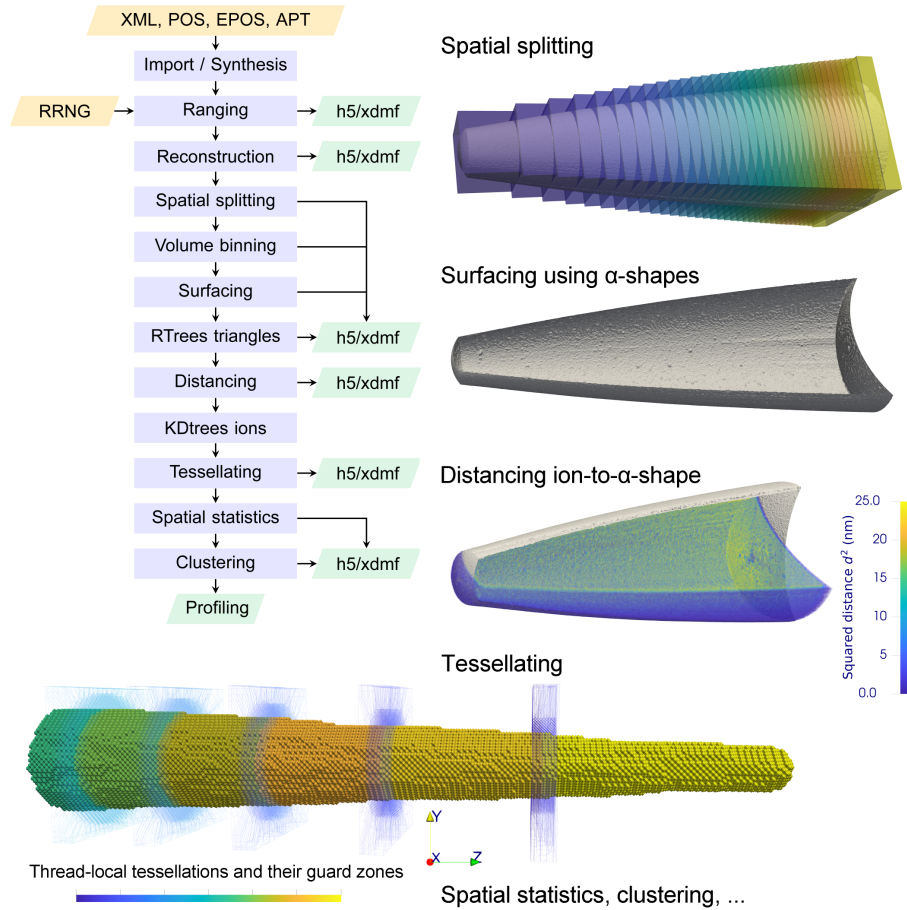 XML, POS, EPOS, APT
Import / Synthesis
RRNG
Ranging
h5/xdmf
Reconstruction
h5/xdmf
Spatial splitting
Volume binning
Surfacing
RTrees triangles
h5/xdmf
Distancing
h5/xdmf
KDtrees ions
Tessellating
h5/xdmf
Spatial statistics
Clustering
h5/xdmf
Profiling
Spatial splitting
Surfacing using α-shapes
Distancing ion-to-α-shape
25.0
20
15
10
5
0.0
Squared distance d² (nm)
Tessellating
Y
X
Z
Thread-local tessellations and their guard zones
Spatial statistics, clustering, ...